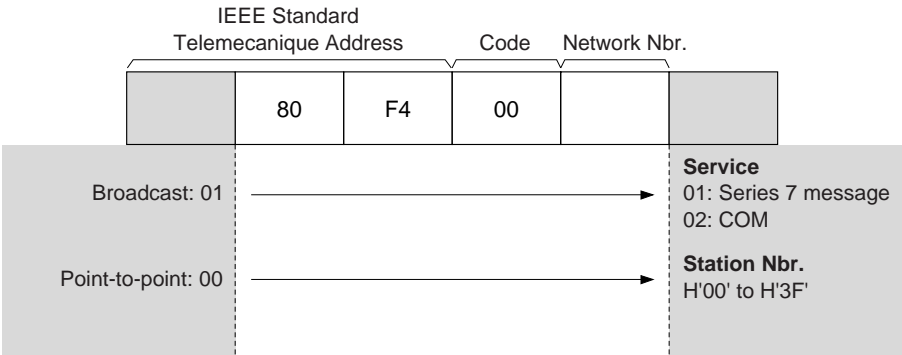 IEEE Standard
Telemecanique Address
Code
Network Nbr.
80
F4
00
Broadcast: 01
Service
01: Series 7 message
02: COM
Point-to-point: 00
Station Nbr.
H'00' to H'3F'